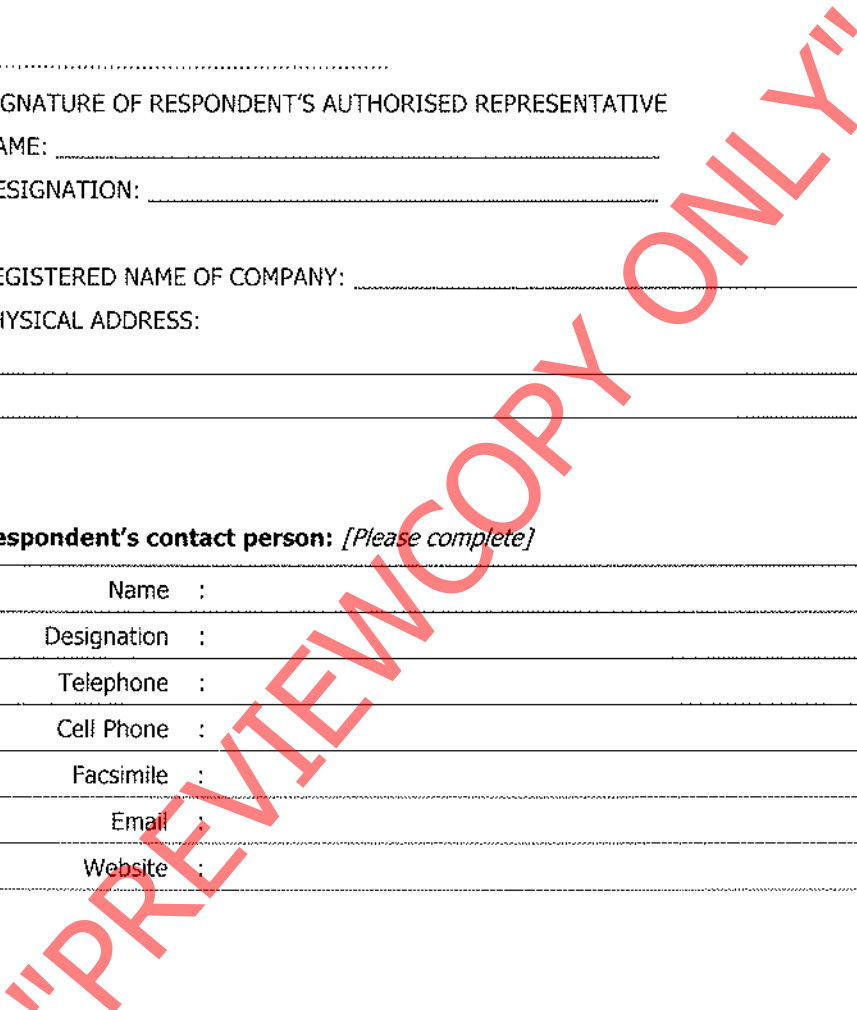 IGNATURE OF RESPONDENT'S AUTHORISED REPRESENTATIVE
AME:
ESIGNATION:
EGISTERED NAME OF COMPANY:
HYSICAL ADDRESS:
espondent's contact person: [Please complete]
Name :
Designation :
Telephone :
Cell Phone :
Facsimile :
Email :
Website :
"PREVIEWCOPY ONLY"